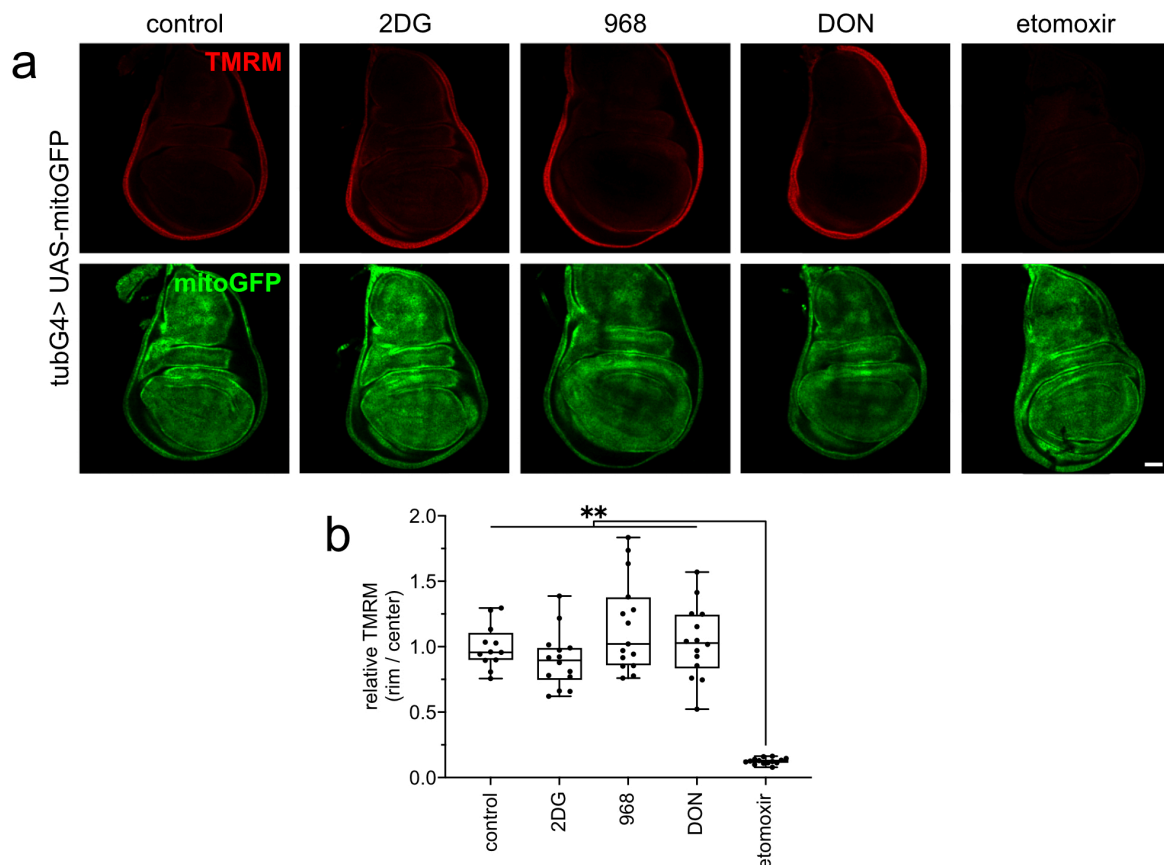 control 2DG 968 DON etomoxir
a
TMRM
tubG4> UAS-mitoGFP
mitoGFP
b
**
relative TMRM
(rim / center)
2.0
1.5
1.0
0.5
0.0
control 2DG 968 DON etomoxir